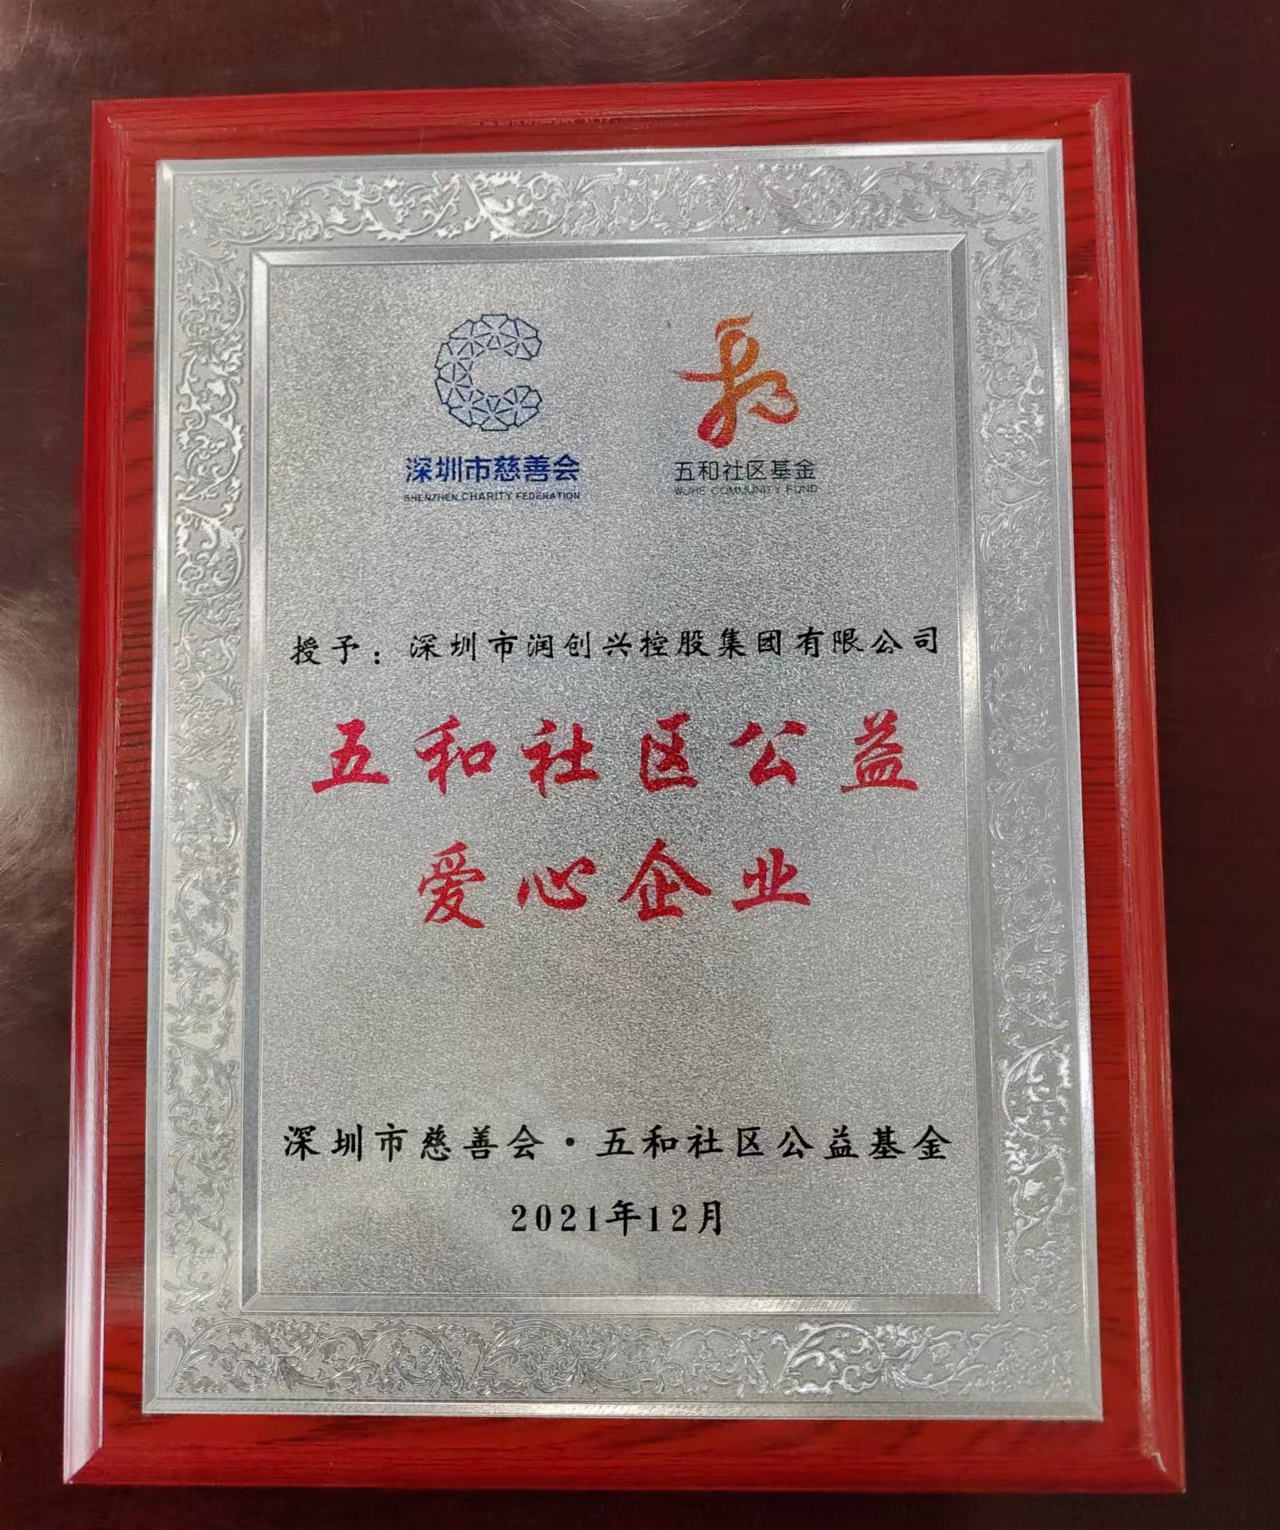 深圳市慈善会
SHENZHEN CHARITY FEDERATION
五和社区基金
WUHE COMMUNITY FUND
授予：深圳市润创兴控股集团有限公司
五和社区公益
爱心企业
深圳市慈善会·五和社区公益基金
2021年12月